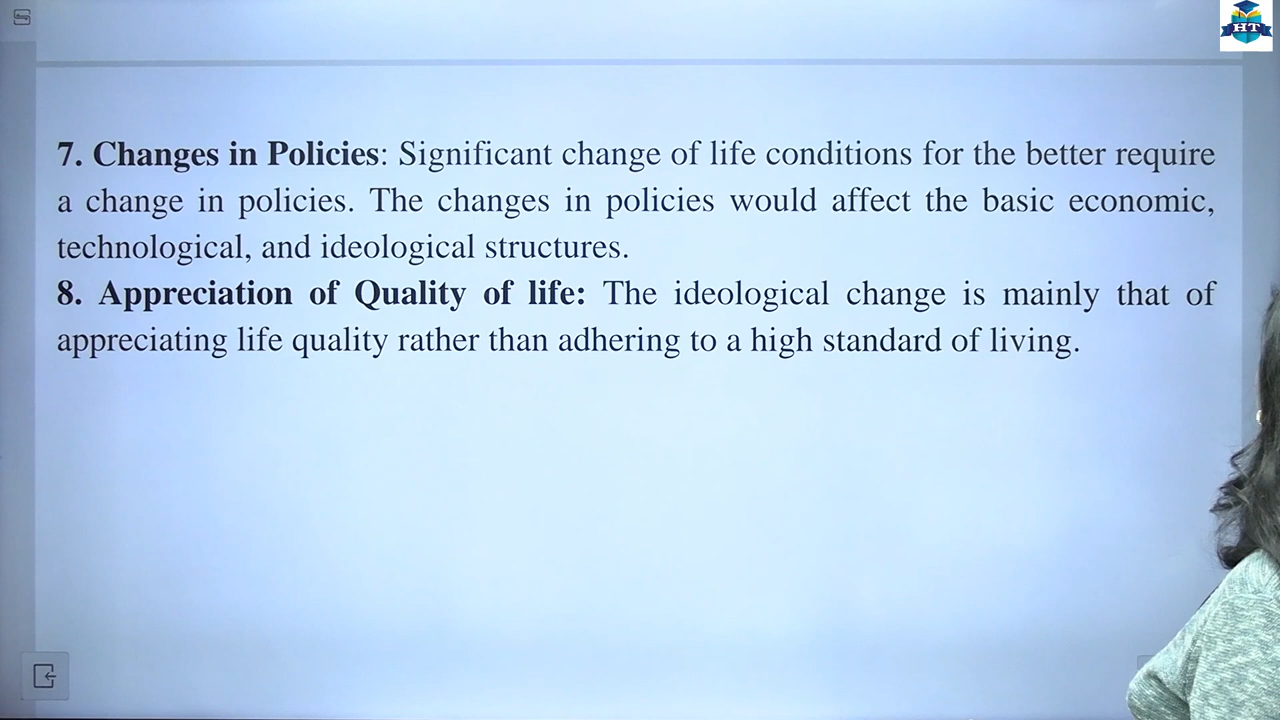 HT
7. Changes in Policies: Significant change of life conditions for the better require
a change in policies. The changes in policies would affect the basic economic,
technological, and ideological structures.
8. Appreciation of Quality of life: The ideological change is mainly that of
appreciating life quality rather than adhering to a high standard of living.